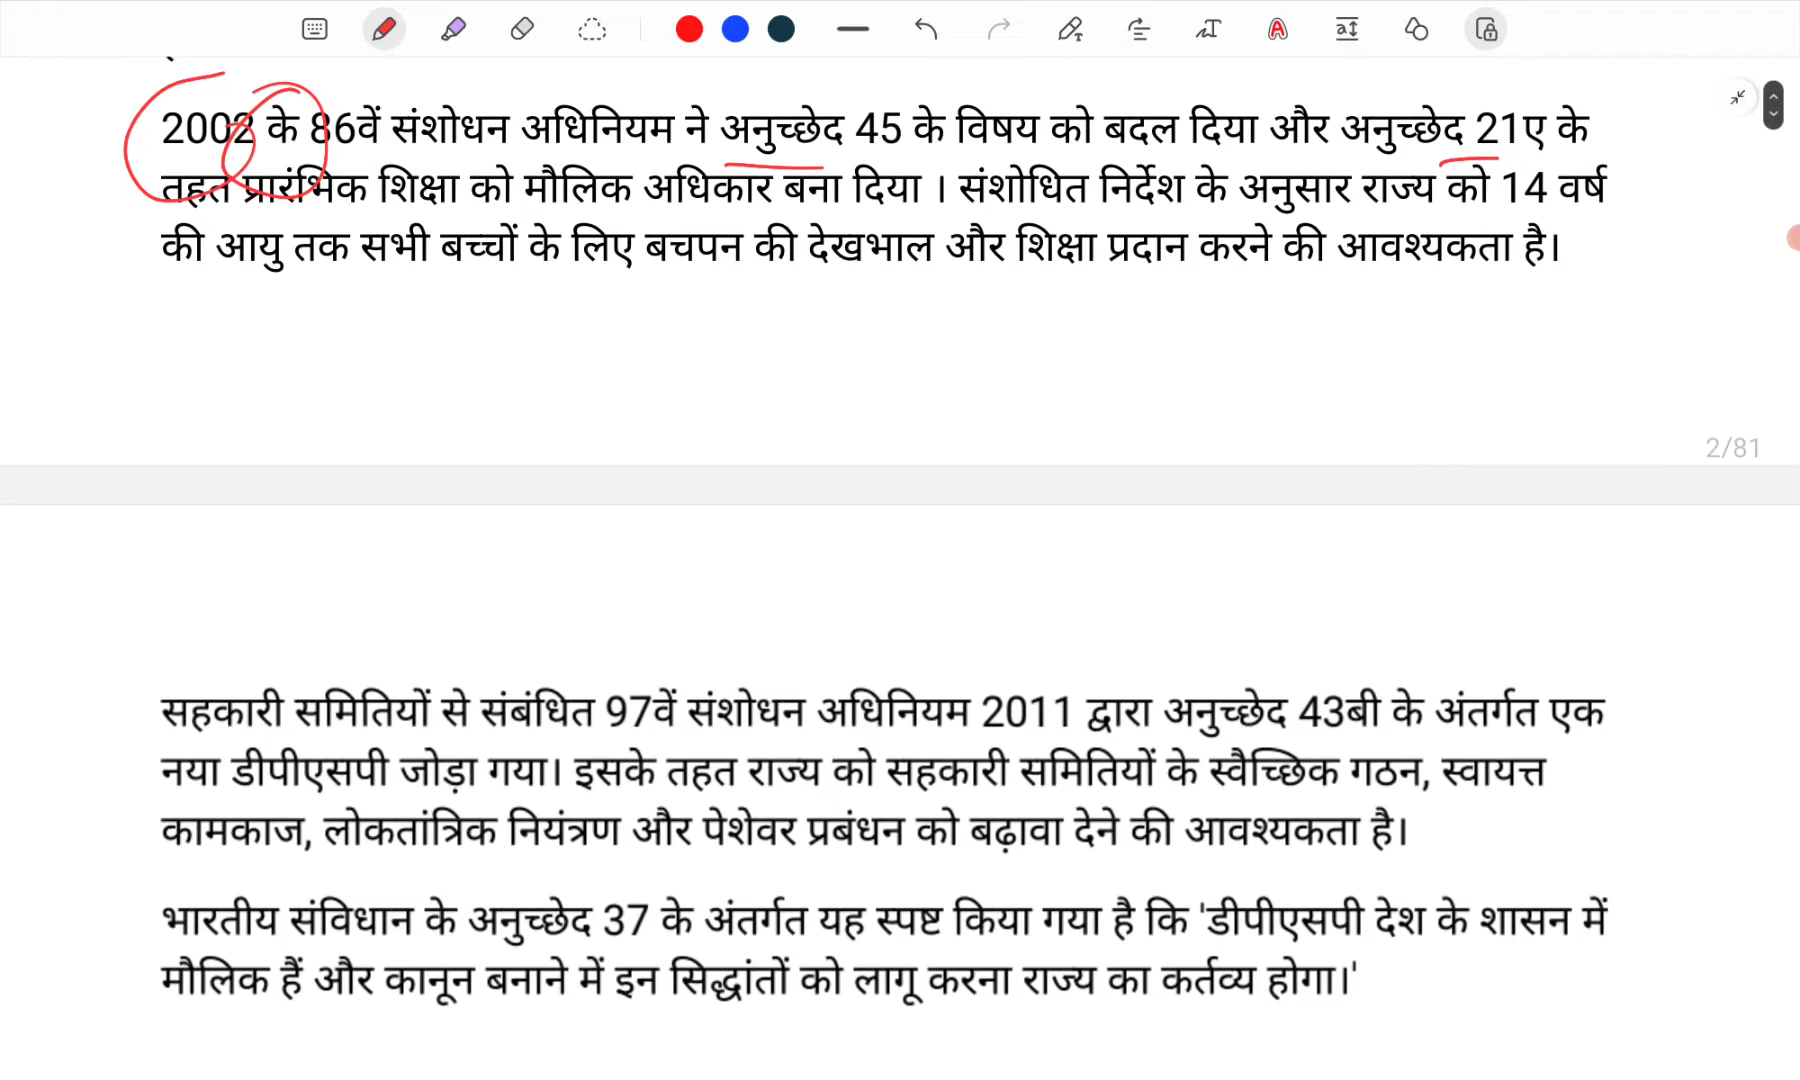 2002 के 86वें संशोधन अधिनियम ने अनुच्छेद 45 के विषय को बदल दिया और अनुच्छेद 21ए के
तहत प्रारंभिक शिक्षा को मौलिक अधिकार बना दिया । संशोधित निर्देश के अनुसार राज्य को 14 वर्ष
की आयु तक सभी बच्चों के लिए बचपन की देखभाल और शिक्षा प्रदान करने की आवश्यकता है।
2/81
सहकारी समितियों से संबंधित 97वें संशोधन अधिनियम 2011 द्वारा अनुच्छेद 43बी के अंतर्गत एक
नया डीपीएसपी जोड़ा गया। इसके तहत राज्य को सहकारी समितियों के स्वैच्छिक गठन, स्वायत्त
कामकाज, लोकतांत्रिक नियंत्रण और पेशेवर प्रबंधन को बढ़ावा देने की आवश्यकता है।
भारतीय संविधान के अनुच्छेद 37 के अंतर्गत यह स्पष्ट किया गया है कि 'डीपीएसपी देश के शासन में
मौलिक हैं और कानून बनाने में इन सिद्धांतों को लागू करना राज्य का कर्तव्य होगा।'